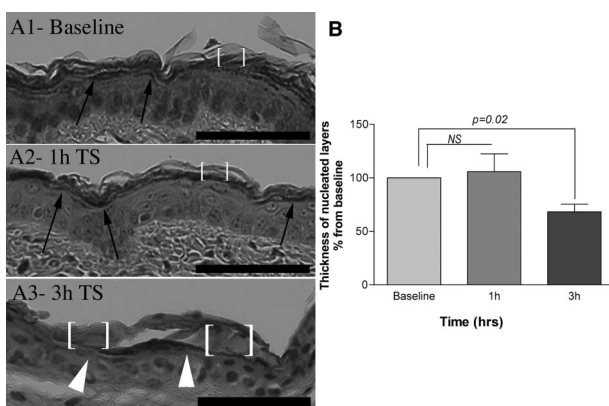 A1- Baseline
A2- 1h TS
A3- 3h TS
B
p=0.02
NS
150
100
50
0
Thickness of nucleated layers
% from baseline
Baseline 1h 3h
Time (hrs)